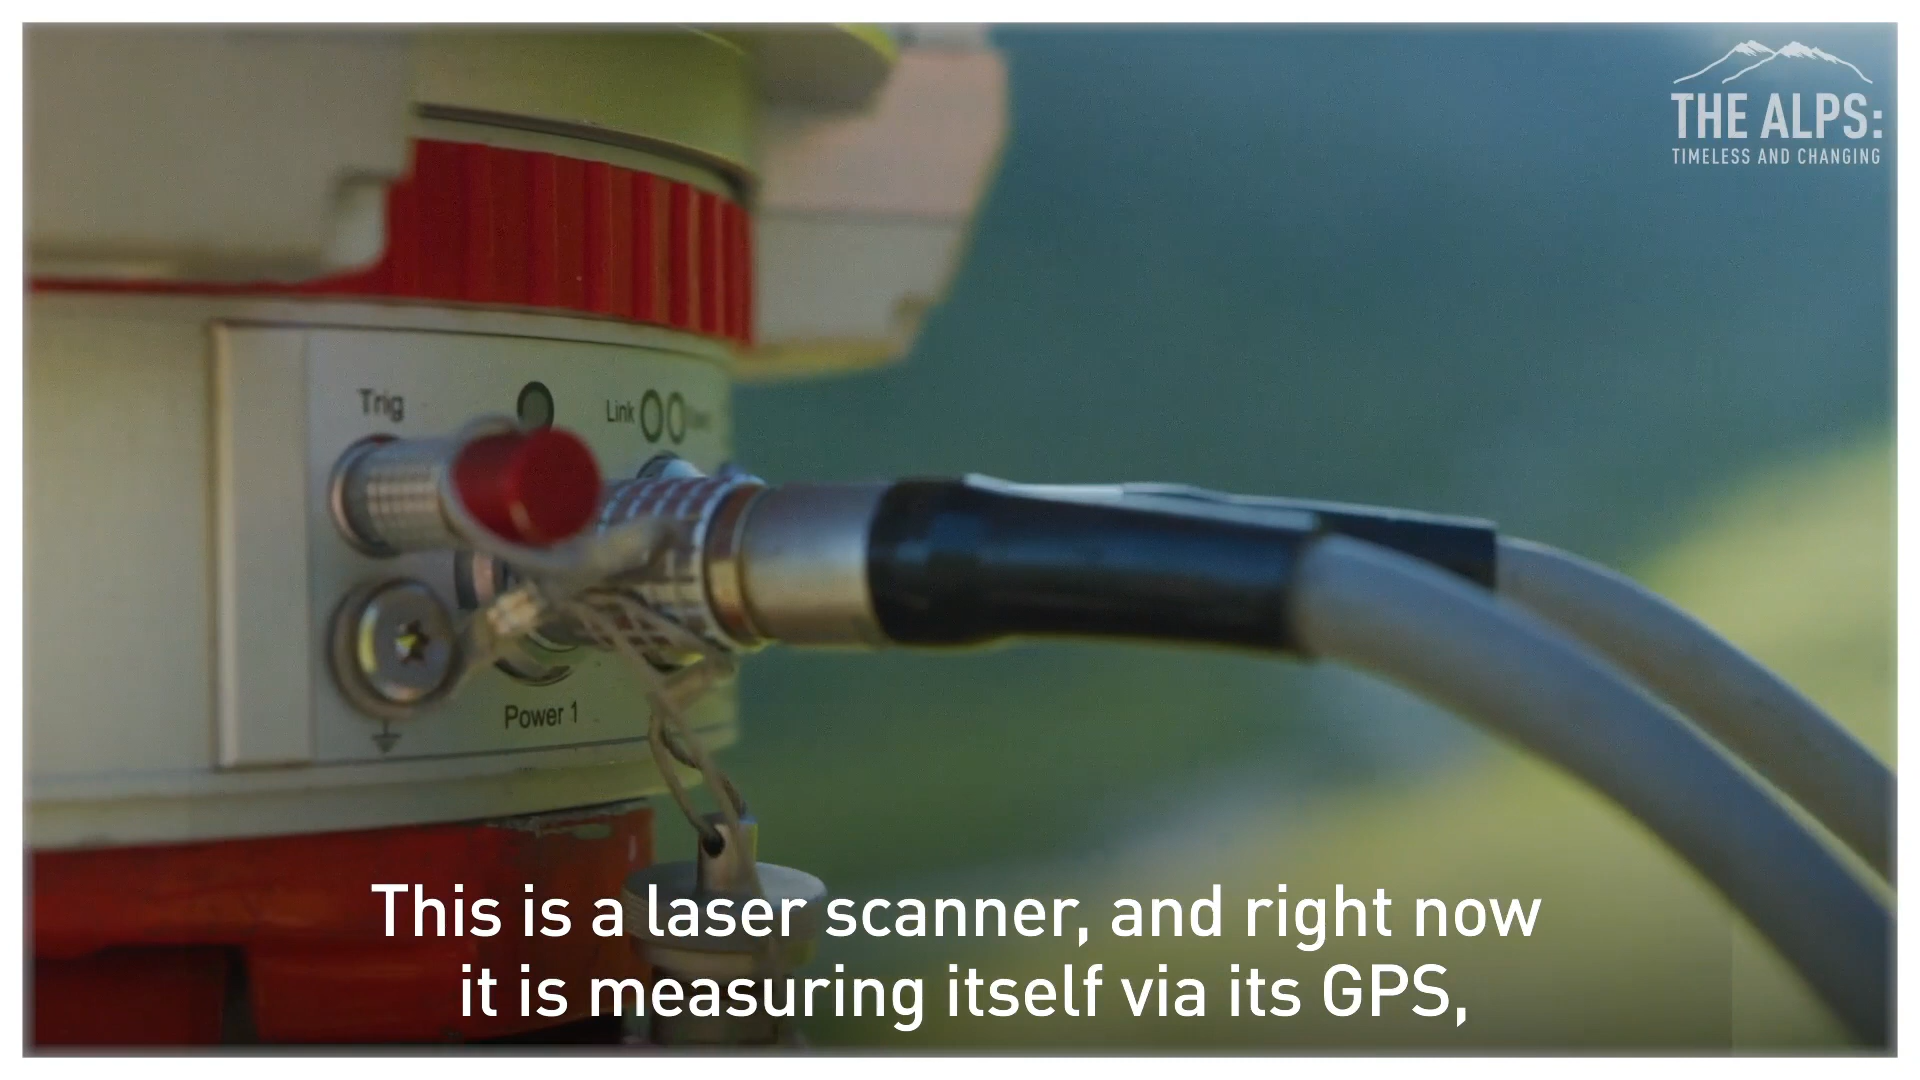 THE ALPS:
TIMELESS AND CHANGING
Trig
Link
Power 1
This is a laser scanner, and right now
it is measuring itself via its GPS,